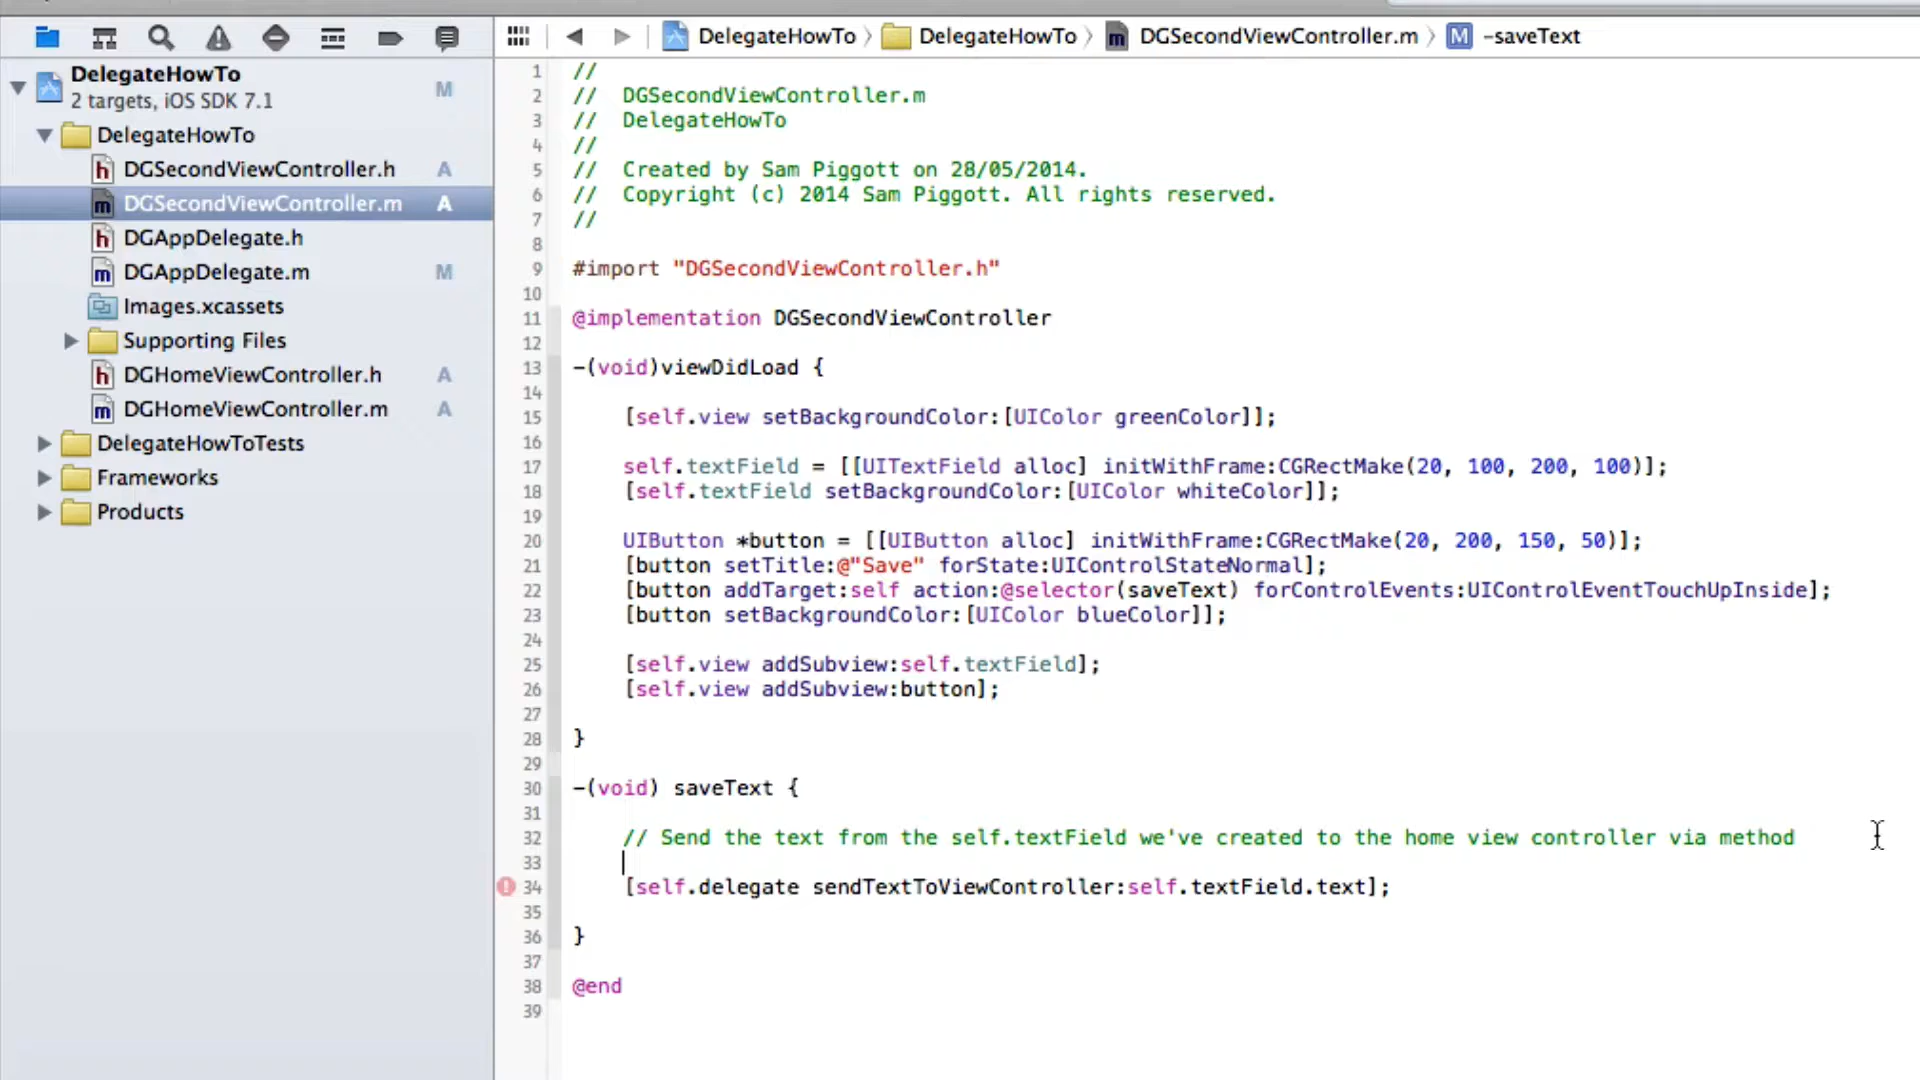 DelegateHowTo
2 targets, iOS SDK 7.1
M
DelegateHowTo
DGSecondViewController.h A
DGSecondViewController.m A
DGAppDelegate.h
DGAppDelegate.m M
Images.xcassets
Supporting Files
DGHomeViewController.h A
DGHomeViewController.m A
DelegateHowToTests
Frameworks
Products
DelegateHowTo DelegateHowTo DGSecondViewController.m M -saveText
1 //
2 //  DGSecondViewController.m
3 //  DelegateHowTo
4 //
5 //  Created by Sam Piggott on 28/05/2014.
6 //  Copyright (c) 2014 Sam Piggott. All rights reserved.
7 //
8
9 #import "DGSecondViewController.h"
10
11 @implementation DGSecondViewController
12
13 -(void)viewDidLoad {
14
15     [self.view setBackgroundColor:[UIColor greenColor]];
16
17     self.textField = [[UITextField alloc] initWithFrame:CGRectMake(20, 100, 200, 100)];
18     [self.textField setBackgroundColor:[UIColor whiteColor]];
19
20     UIButton *button = [[UIButton alloc] initWithFrame:CGRectMake(20, 200, 150, 50)];
21     [button setTitle:@"Save" forState:UIControlStateNormal];
22     [button addTarget:self action:@selector(saveText) forControlEvents:UIControlEventTouchUpInside];
23     [button setBackgroundColor:[UIColor blueColor]];
24
25     [self.view addSubview:self.textField];
26     [self.view addSubview:button];
27
28 }
29
30 -(void) saveText {
31
32     // Send the text from the self.textField we've created to the home view controller via method
33
34     [self.delegate sendTextToViewController:self.textField.text];
35
36 }
37
38 @end
39